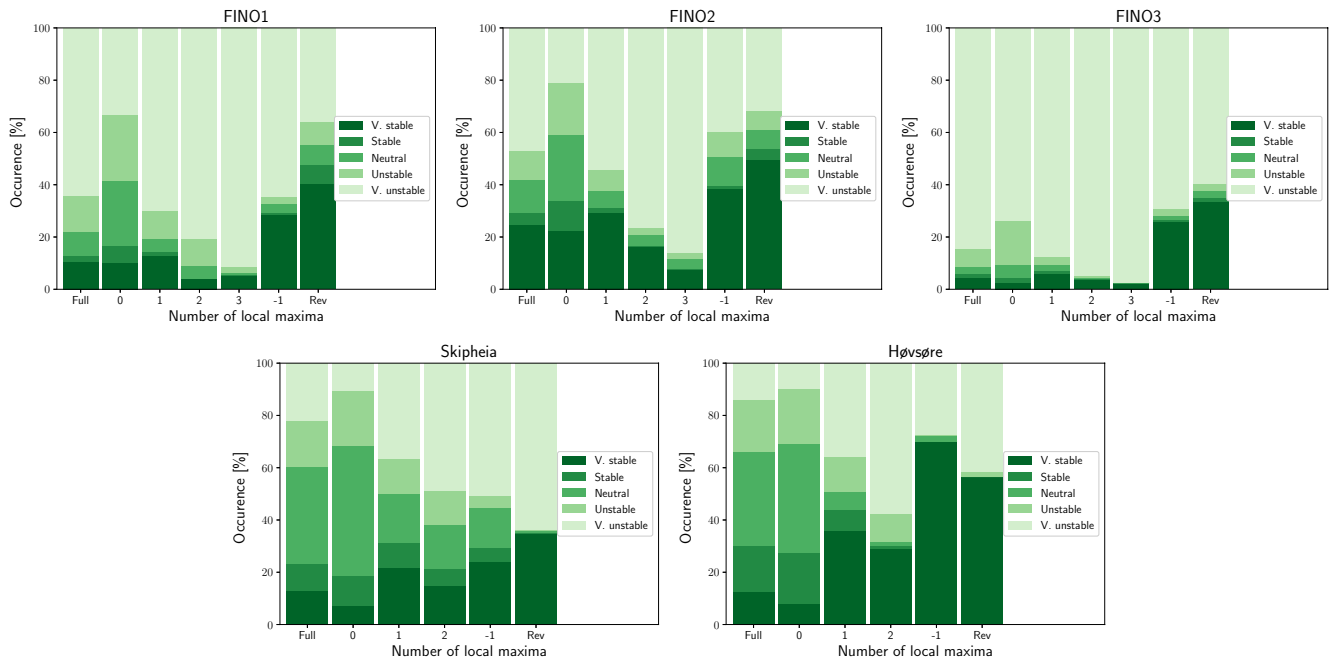 FINO1
Occurence [%]
100
80
60
40
20
0
Full 0 1 2 3 -1 Rev
Number of local maxima
V. stable
Stable
Neutral
Unstable
V. unstable
FINO2
Occurence [%]
100
80
60
40
20
0
Full 0 1 2 3 -1 Rev
Number of local maxima
V. stable
Stable
Neutral
Unstable
V. unstable
FINO3
Occurence [%]
100
80
60
40
20
0
Full 0 1 2 3 -1 Rev
Number of local maxima
V. stable
Stable
Neutral
Unstable
V. unstable
Skipheia
Occurence [%]
100
80
60
40
20
0
Full 0 1 2 -1 Rev
Number of local maxima
V. stable
Stable
Neutral
Unstable
V. unstable
Høvsøre
Occurence [%]
100
80
60
40
20
0
Full 0 1 2 -1 Rev
Number of local maxima
V. stable
Stable
Neutral
Unstable
V. unstable